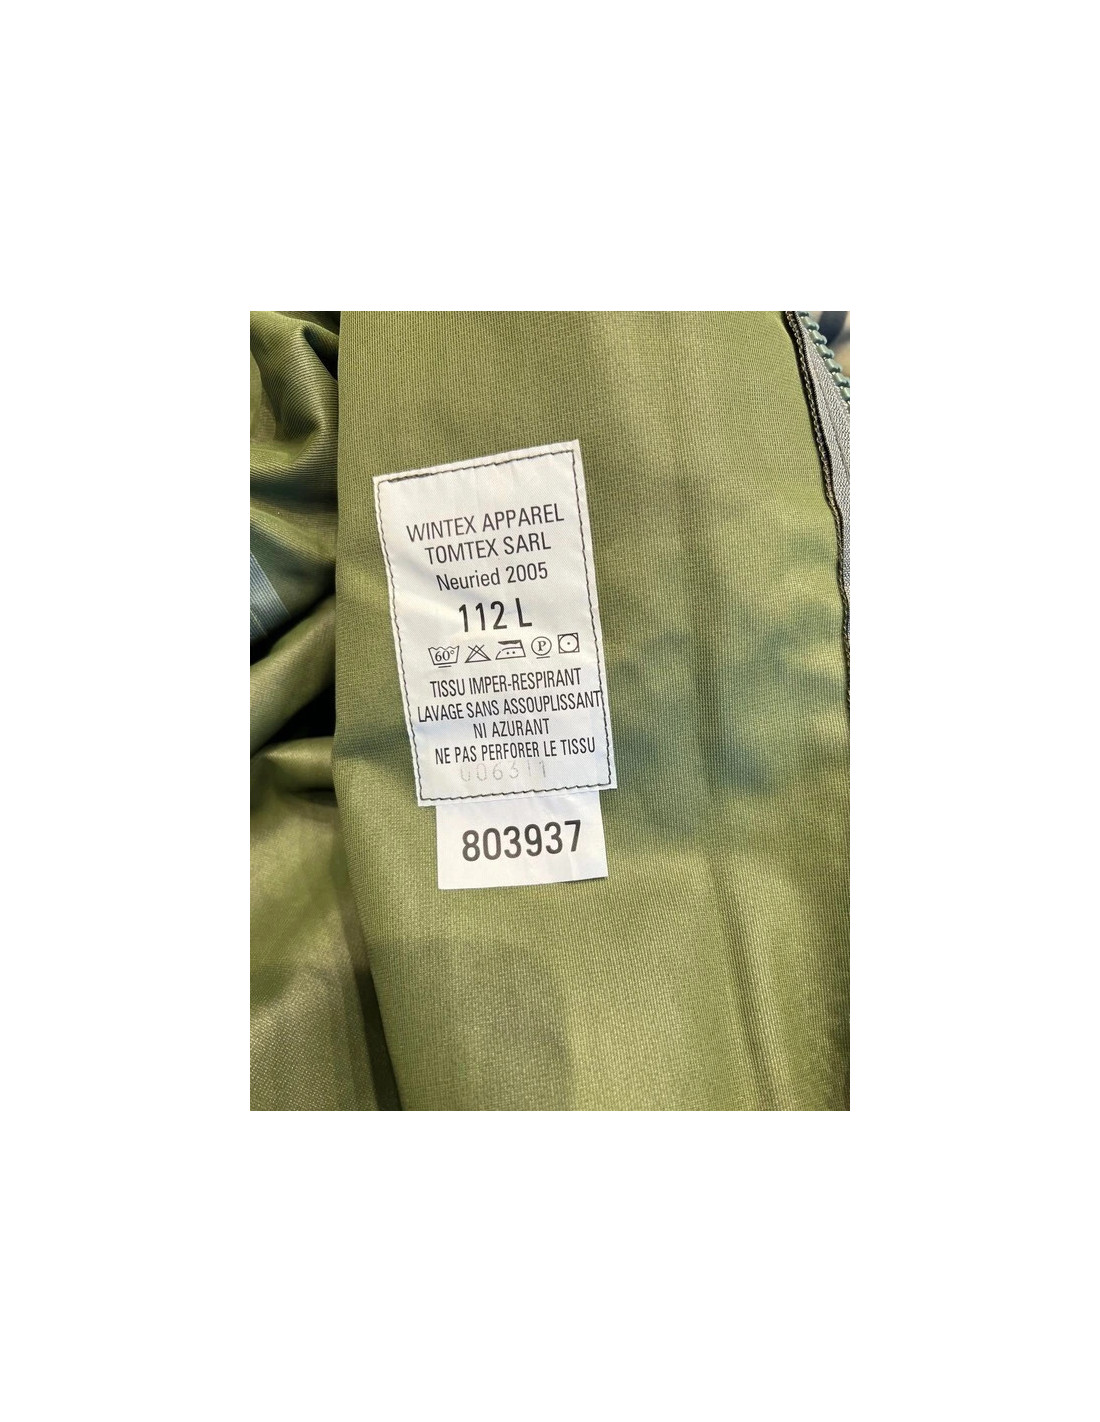 WINTEX APPAREL
TOMTEX SARL
Neuried 2005
112 L
60°
P
TISSU IMPER-RESPIRANT
LAVAGE SANS ASSOUPLISSANT
NI AZURANT
NE PAS PERFORER LE TISSU
006311
803937